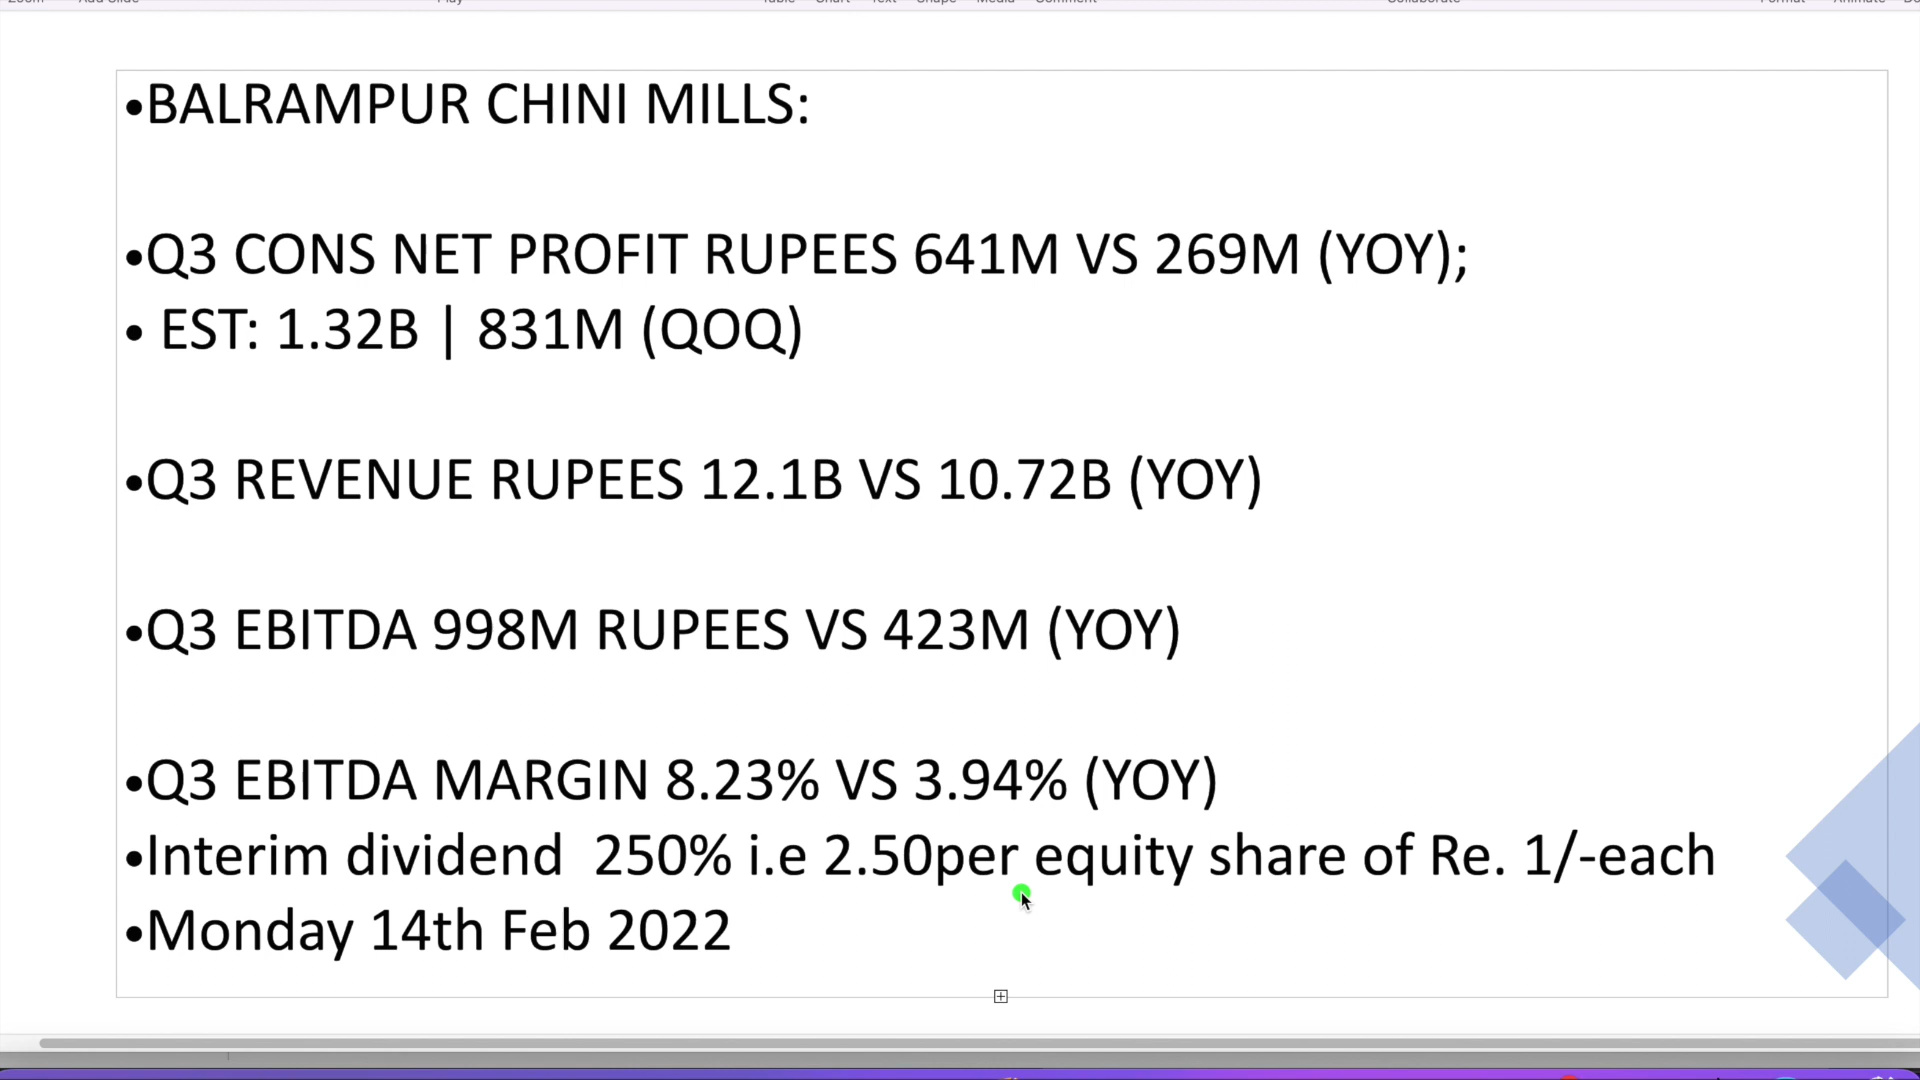 •BALRAMPUR CHINI MILLS:
•Q3 CONS NET PROFIT RUPEES 641M VS 269M (YOY);
• EST: 1.32B | 831M (QOQ)
•Q3 REVENUE RUPEES 12.1B VS 10.72B (YOY)
•Q3 EBITDA 998M RUPEES VS 423M (YOY)
•Q3 EBITDA MARGIN 8.23% VS 3.94% (YOY)
•Interim dividend  250% i.e 2.50per equity share of Re. 1/-each
•Monday 14th Feb 2022